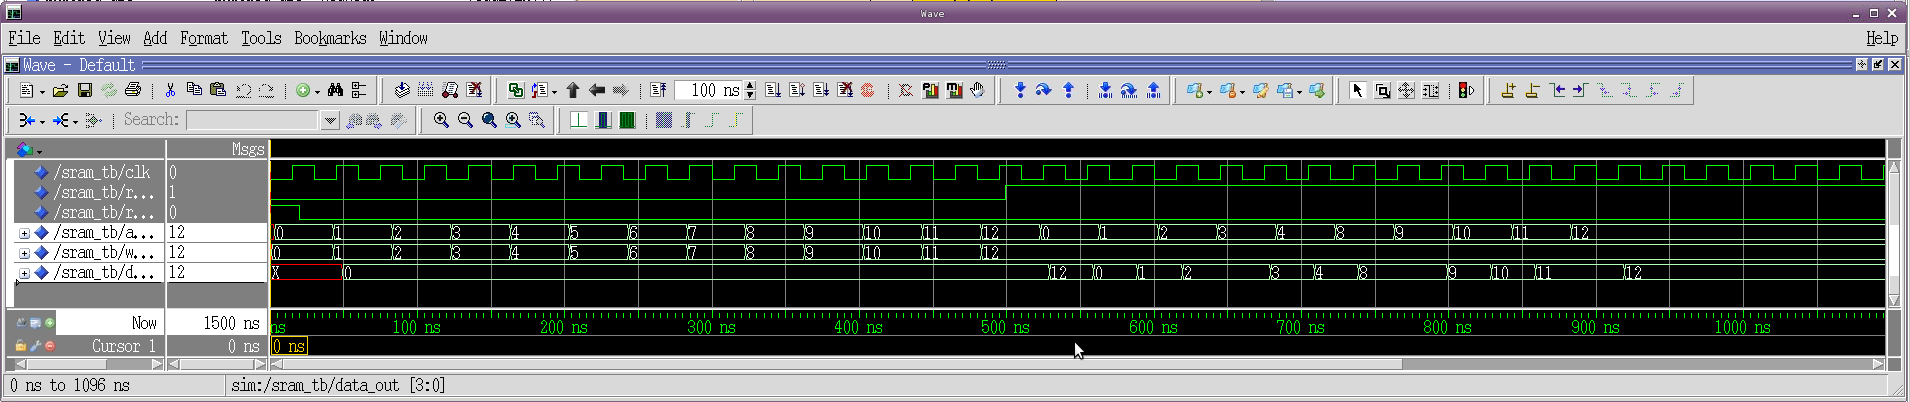 Wave
File Edit View Add Format Tools Bookmarks Window Help
Wave - Default
100 ns
Search:
Msgs
/sram_tb/clk 0
/sram_tb/r... 1
/sram_tb/r... 0
/sram_tb/a... 12 0 1 2 3 4 5 6 7 8 9 10 11 12 0 1 2 3 4 8 9 10 11 12
/sram_tb/w... 12 0 1 2 3 4 5 6 7 8 9 10 11 12
/sram_tb/d... 12 X 0 12 0 1 2 3 4 8 9 10 11 12
Now 1500 ns ns 100 ns 200 ns 300 ns 400 ns 500 ns 600 ns 700 ns 800 ns 900 ns 1000 ns
Cursor 1 0 ns 0 ns
0 ns to 1096 ns sim:/sram_tb/data_out [3:0]